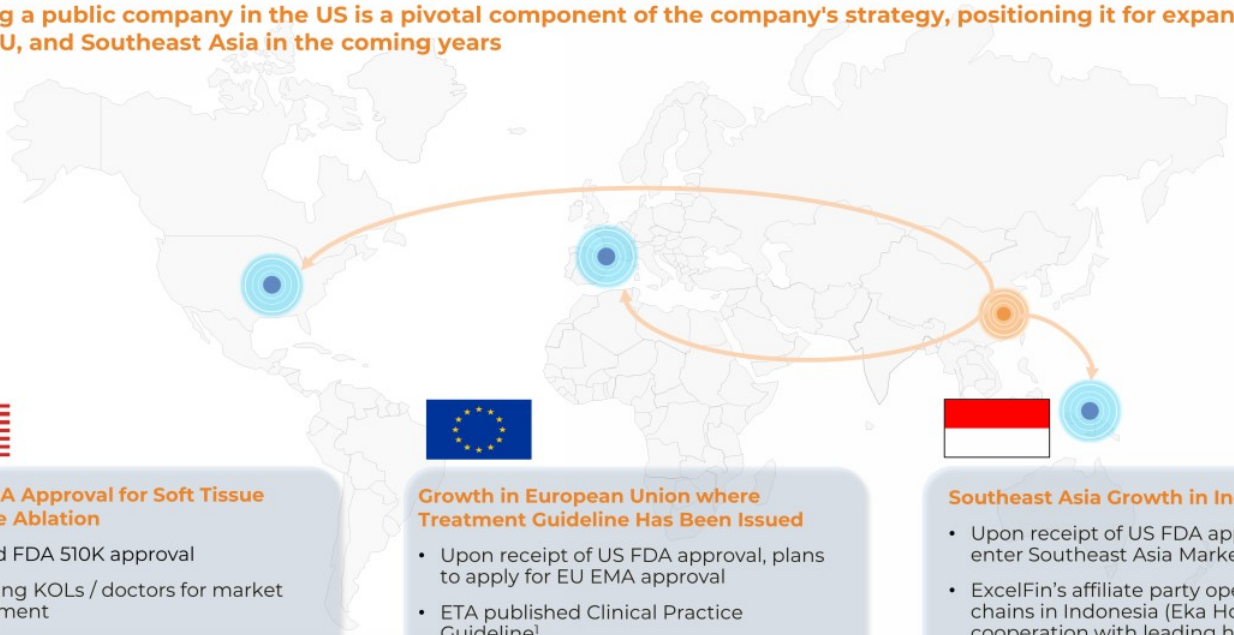 g a public company in the US is a pivotal component of the company's strategy, positioning it for expan
U, and Southeast Asia in the coming years
A Approval for Soft Tissue
e Ablation
d FDA 510K approval
ng KOLs / doctors for market
ment
Growth in European Union where
Treatment Guideline Has Been Issued
• Upon receipt of US FDA approval, plans
to apply for EU EMA approval
• ETA published Clinical Practice
Guideline¹
Southeast Asia Growth in In
• Upon receipt of US FDA ap
enter Southeast Asia Marke
• ExcelFin's affiliate party ope
chains in Indonesia (Eka Ho
cooperation with leading h